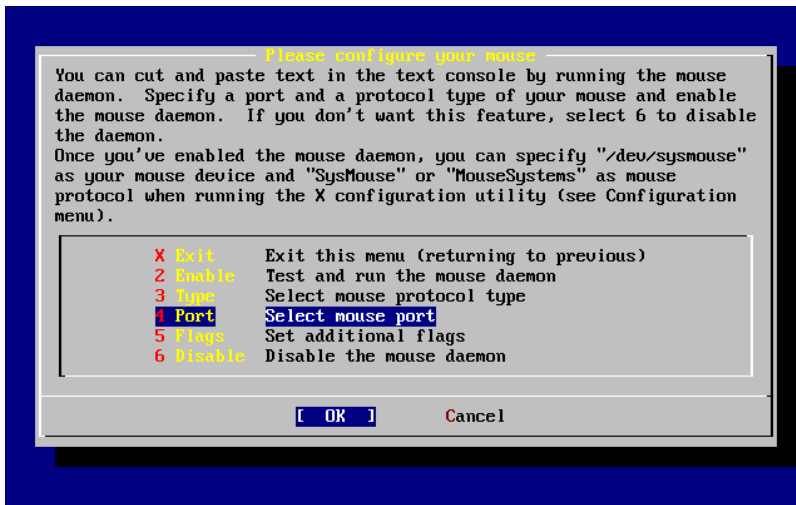 Please configure your mouse
You can cut and paste text in the text console by running the mouse
daemon.  Specify a port and a protocol type of your mouse and enable
the mouse daemon.  If you don't want this feature, select 6 to disable
the daemon.
Once you've enabled the mouse daemon, you can specify "/dev/sysmouse"
as your mouse device and "SysMouse" or "MouseSystems" as mouse
protocol when running the X configuration utility (see Configuration
menu).
X Exit Exit this menu (returning to previous)
2 Enable Test and run the mouse daemon
3 Type Select mouse protocol type
4 Port Select mouse port
5 Flags Set additional flags
6 Disable Disable the mouse daemon
[ OK ] Cancel